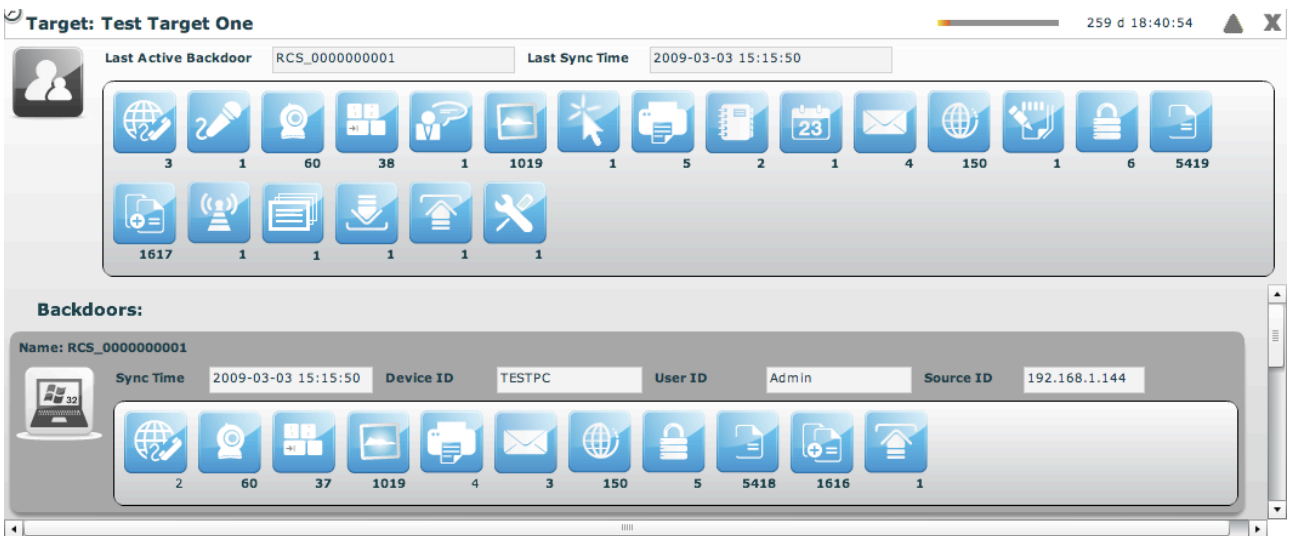 Target: Test Target One
259 d 18:40:54
X
Last Active Backdoor RCS_0000000001 Last Sync Time 2009-03-03 15:15:50
23
3 1 60 38 1 1019 1 5 2 1 4 150 1 6 5419
1617 1 1 1 1 1
Backdoors:
Name: RCS_0000000001
Sync Time 2009-03-03 15:15:50 Device ID TESTPC User ID Admin Source ID 192.168.1.144
32
2 60 37 1019 4 3 150 5 5418 1616 1